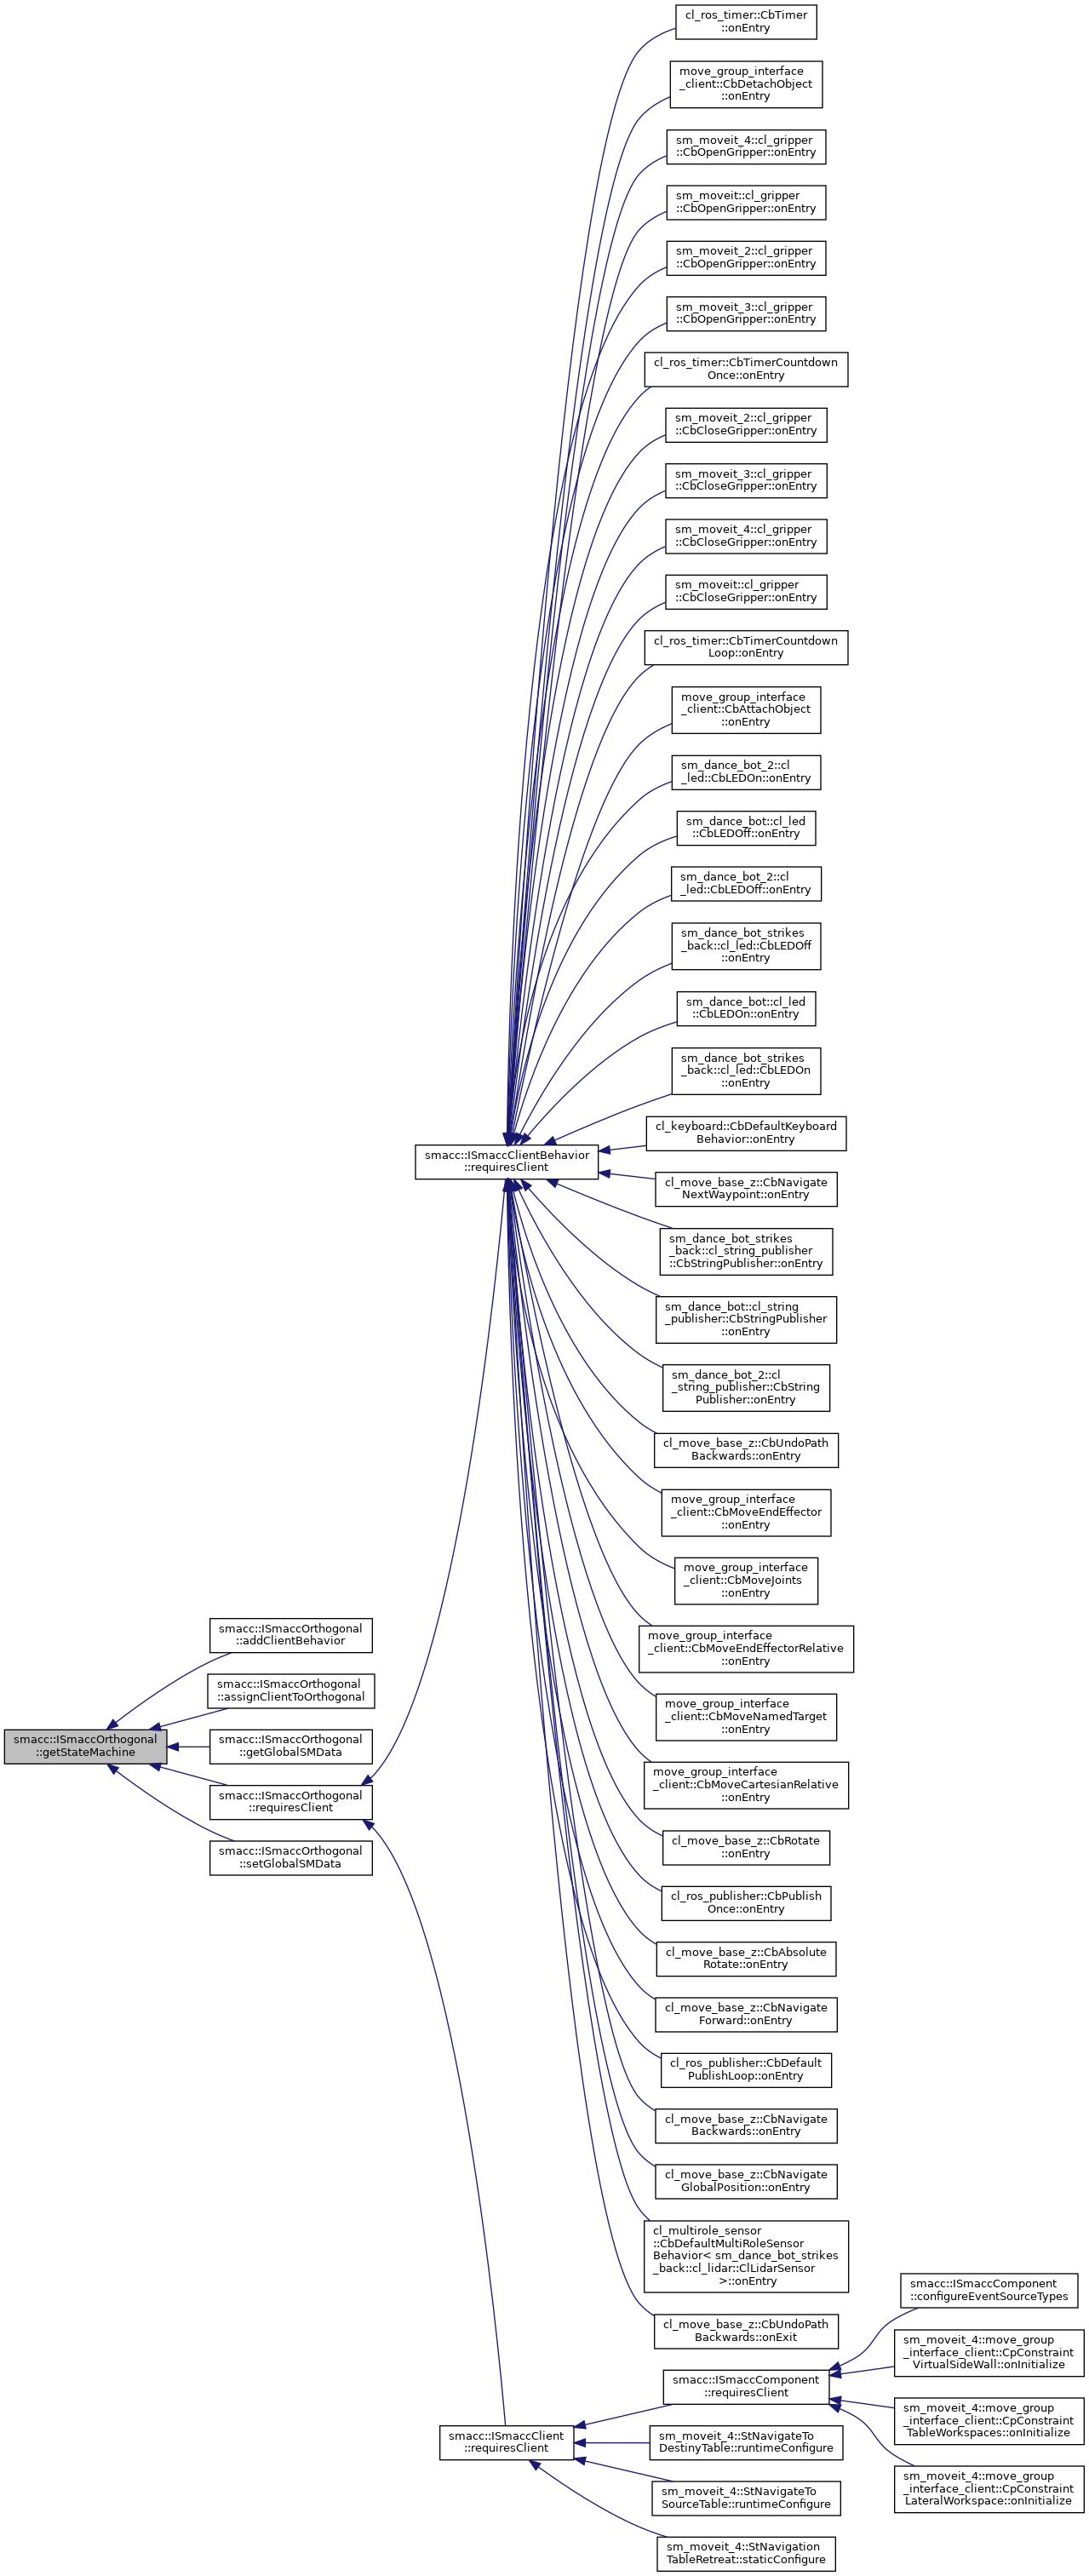 cl_ros_timer::CbTimer
::onEntry
move_group_interface
_client::CbDetachObject
::onEntry
sm_moveit_4::cl_gripper
::CbOpenGripper::onEntry
sm_moveit::cl_gripper
::CbOpenGripper::onEntry
sm_moveit_2::cl_gripper
::CbOpenGripper::onEntry
sm_moveit_3::cl_gripper
::CbOpenGripper::onEntry
cl_ros_timer::CbTimerCountdown
Once::onEntry
sm_moveit_2::cl_gripper
::CbCloseGripper::onEntry
sm_moveit_3::cl_gripper
::CbCloseGripper::onEntry
sm_moveit_4::cl_gripper
::CbCloseGripper::onEntry
sm_moveit::cl_gripper
::CbCloseGripper::onEntry
cl_ros_timer::CbTimerCountdown
Loop::onEntry
move_group_interface
_client::CbAttachObject
::onEntry
sm_dance_bot_2::cl
_led::CbLEDOn::onEntry
sm_dance_bot::cl_led
::CbLEDOff::onEntry
sm_dance_bot_2::cl
_led::CbLEDOff::onEntry
sm_dance_bot_strikes
_back::cl_led::CbLEDOff
::onEntry
sm_dance_bot::cl_led
::CbLEDOn::onEntry
sm_dance_bot_strikes
_back::cl_led::CbLEDOn
::onEntry
cl_keyboard::CbDefaultKeyboard
Behavior::onEntry
smacc::ISmaccClientBehavior
::requiresClient
cl_move_base_z::CbNavigate
NextWaypoint::onEntry
sm_dance_bot_strikes
_back::cl_string_publisher
::CbStringPublisher::onEntry
sm_dance_bot::cl_string
_publisher::CbStringPublisher
::onEntry
sm_dance_bot_2::cl
_string_publisher::CbString
Publisher::onEntry
cl_move_base_z::CbUndoPath
Backwards::onEntry
move_group_interface
_client::CbMoveEndEffector
::onEntry
move_group_interface
_client::CbMoveJoints
::onEntry
move_group_interface
_client::CbMoveEndEffectorRelative
::onEntry
move_group_interface
_client::CbMoveNamedTarget
::onEntry
move_group_interface
_client::CbMoveCartesianRelative
::onEntry
cl_move_base_z::CbRotate
::onEntry
cl_ros_publisher::CbPublish
Once::onEntry
cl_move_base_z::CbAbsolute
Rotate::onEntry
cl_move_base_z::CbNavigate
Forward::onEntry
cl_ros_publisher::CbDefault
PublishLoop::onEntry
cl_move_base_z::CbNavigate
Backwards::onEntry
cl_move_base_z::CbNavigate
GlobalPosition::onEntry
cl_multirole_sensor
::CbDefaultMultiRoleSensor
Behavior< sm_dance_bot_strikes
_back::cl_lidar::ClLidarSensor
>::onEntry
cl_move_base_z::CbUndoPath
Backwards::onExit
smacc::ISmaccOrthogonal
::addClientBehavior
smacc::ISmaccOrthogonal
::assignClientToOrthogonal
smacc::ISmaccOrthogonal
::getStateMachine
smacc::ISmaccOrthogonal
::getGlobalSMData
smacc::ISmaccOrthogonal
::requiresClient
smacc::ISmaccOrthogonal
::setGlobalSMData
smacc::ISmaccComponent
::configureEventSourceTypes
sm_moveit_4::move_group
_interface_client::CpConstraint
VirtualSideWall::onInitialize
smacc::ISmaccComponent
::requiresClient
sm_moveit_4::move_group
_interface_client::CpConstraint
TableWorkspaces::onInitialize
sm_moveit_4::move_group
_interface_client::CpConstraint
LateralWorkspace::onInitialize
smacc::ISmaccClient
::requiresClient
sm_moveit_4::StNavigateTo
DestinyTable::runtimeConfigure
sm_moveit_4::StNavigateTo
SourceTable::runtimeConfigure
sm_moveit_4::StNavigation
TableRetreat::staticConfigure